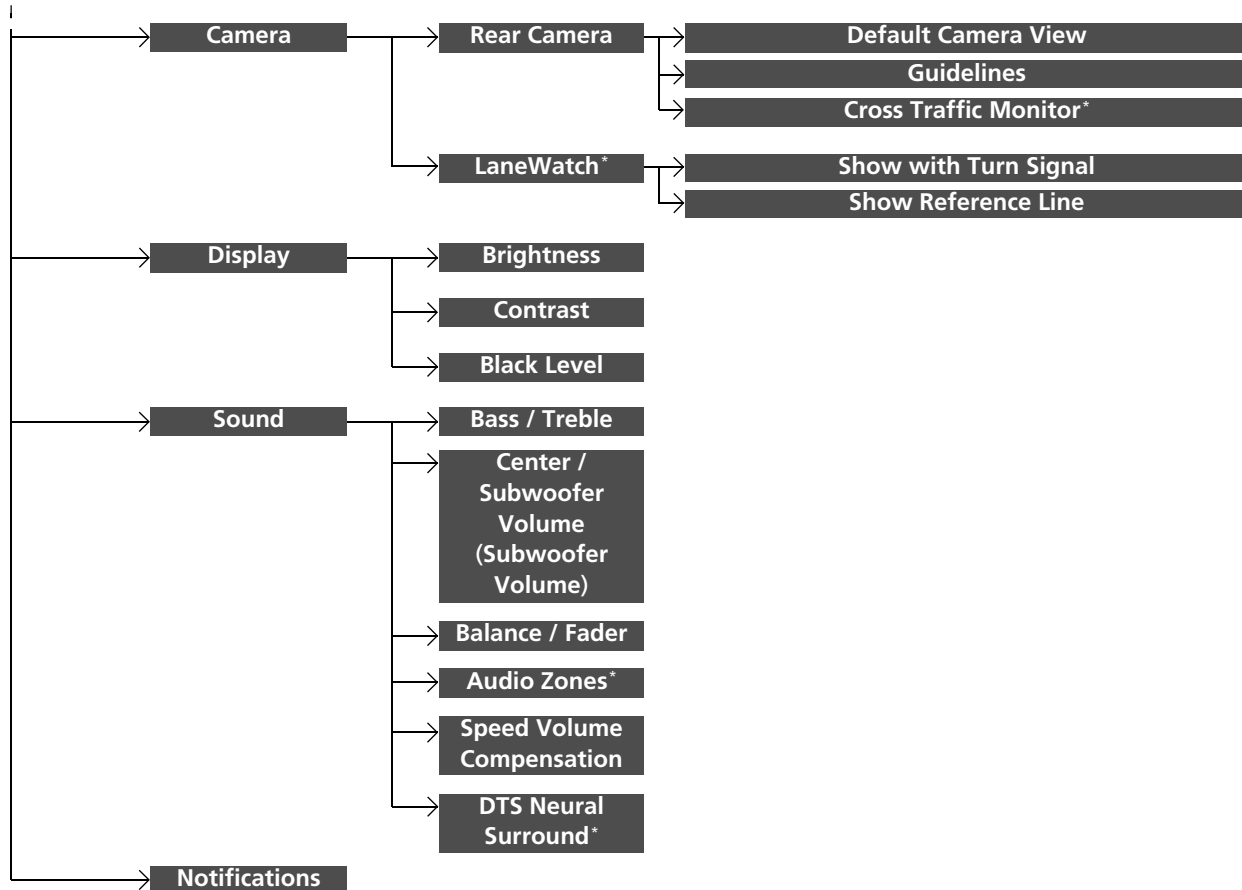 Camera
Rear Camera
Default Camera View
Guidelines
Cross Traffic Monitor*
LaneWatch*
Show with Turn Signal
Show Reference Line
Display
Brightness
Contrast
Black Level
Sound
Bass / Treble
Center /
Subwoofer
Volume
(Subwoofer
Volume)
Balance / Fader
Audio Zones*
Speed Volume
Compensation
DTS Neural
Surround*
Notifications